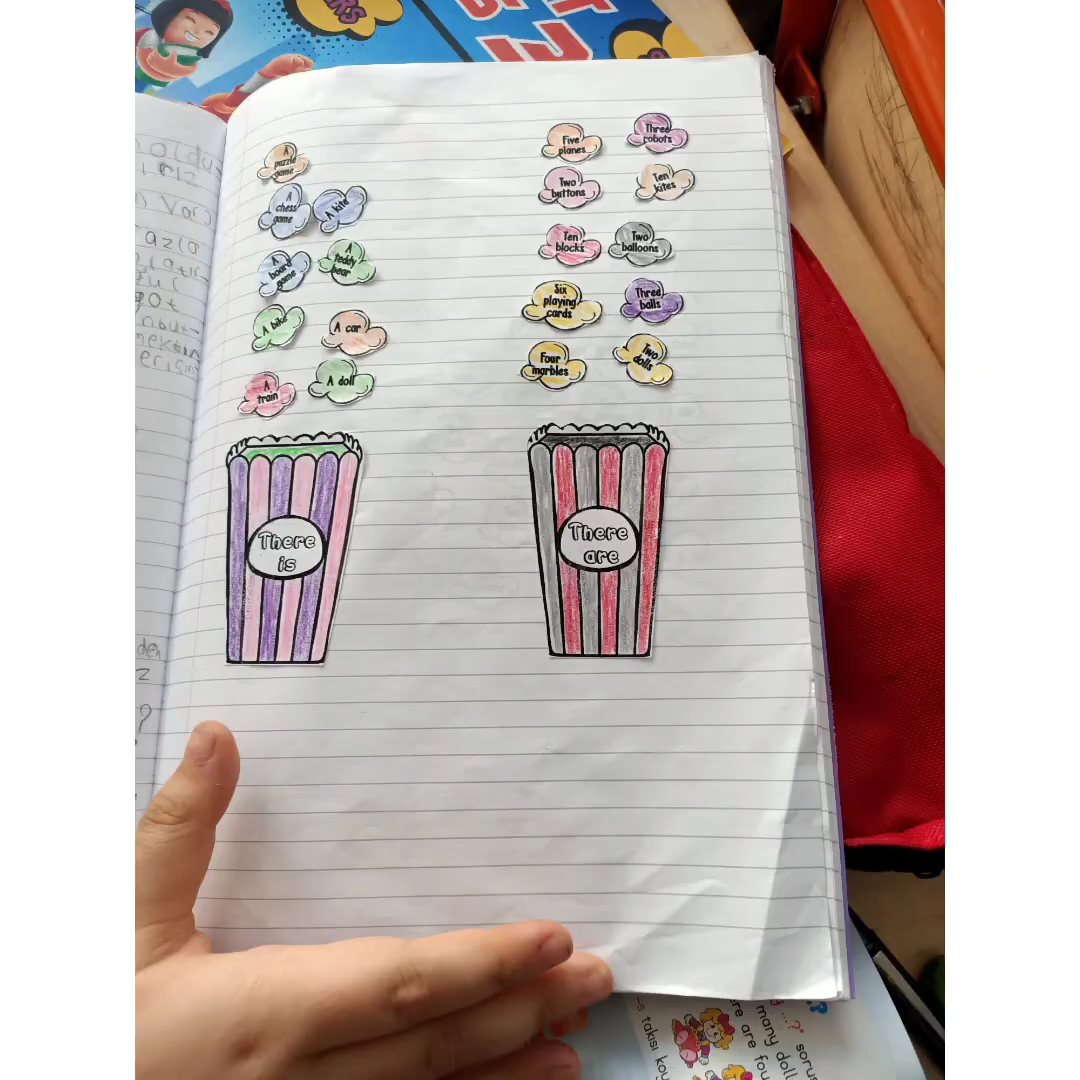 A
puzzle
game
A
chess
game
A kite
A
board
game
A
teddy
bear
A bike
A car
A
train
A doll
There
is
Five
planes
Three
robots
Two
buttons
Ten
kites
Ten
blocks
Two
balloons
Six
playing
cards
Three
balls
Four
marbles
Two
dolls
There
are
-s takısı
many